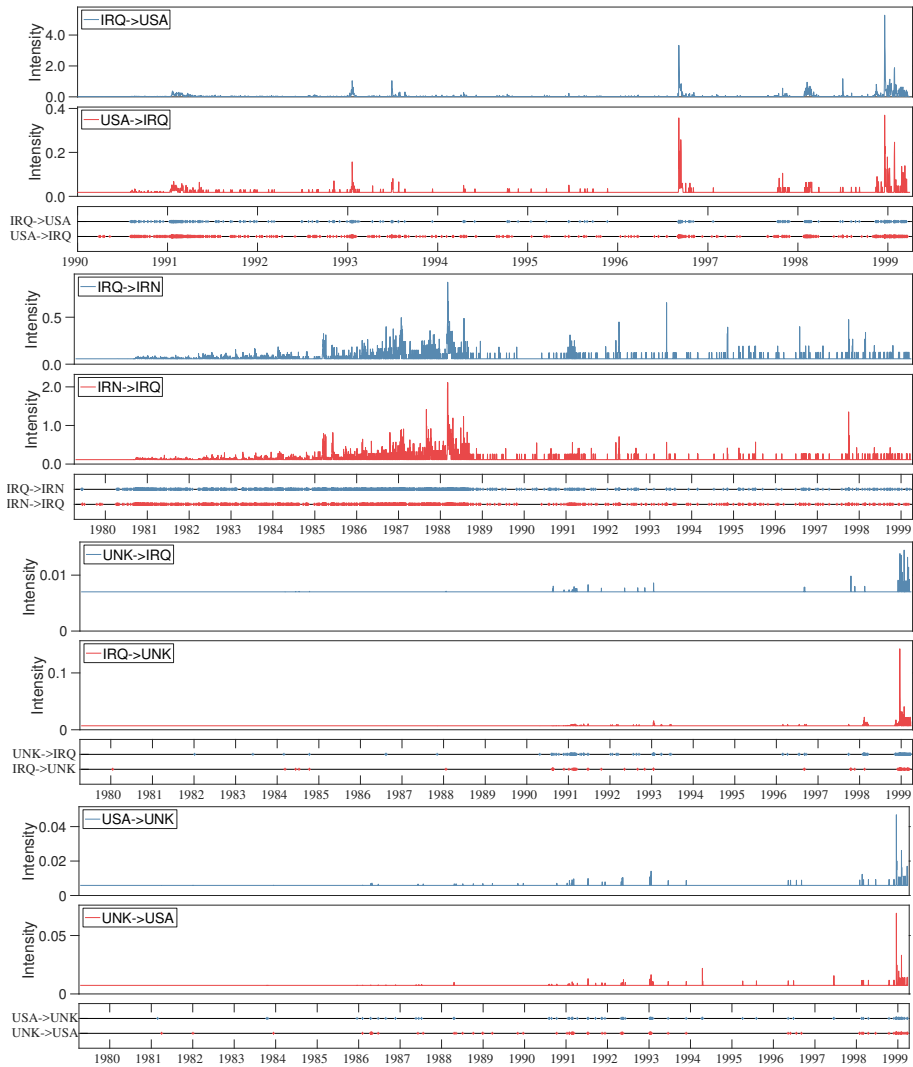 IRQ->USA
Intensity
4.0
2.0
0.0
USA->IRQ
Intensity
0.4
0.2
0.0
IRQ->USA
USA->IRQ
1990 1991 1992 1993 1994 1995 1996 1997 1998 1999
IRQ->IRN
Intensity
0.5
0.0
IRN->IRQ
Intensity
2.0
1.0
0.0
IRQ->IRN
IRN->IRQ
1980 1981 1982 1983 1984 1985 1986 1987 1988 1989 1990 1991 1992 1993 1994 1995 1996 1997 1998 1999
UNK->IRQ
Intensity
0.01
0
IRQ->UNK
Intensity
0.1
0
UNK->IRQ
IRQ->UNK
1980 1981 1982 1983 1984 1985 1986 1987 1988 1989 1990 1991 1992 1993 1994 1995 1996 1997 1998 1999
USA->UNK
Intensity
0.04
0.02
0
UNK->USA
Intensity
0.05
0
USA->UNK
UNK->USA
1980 1981 1982 1983 1984 1985 1986 1987 1988 1989 1990 1991 1992 1993 1994 1995 1996 1997 1998 1999